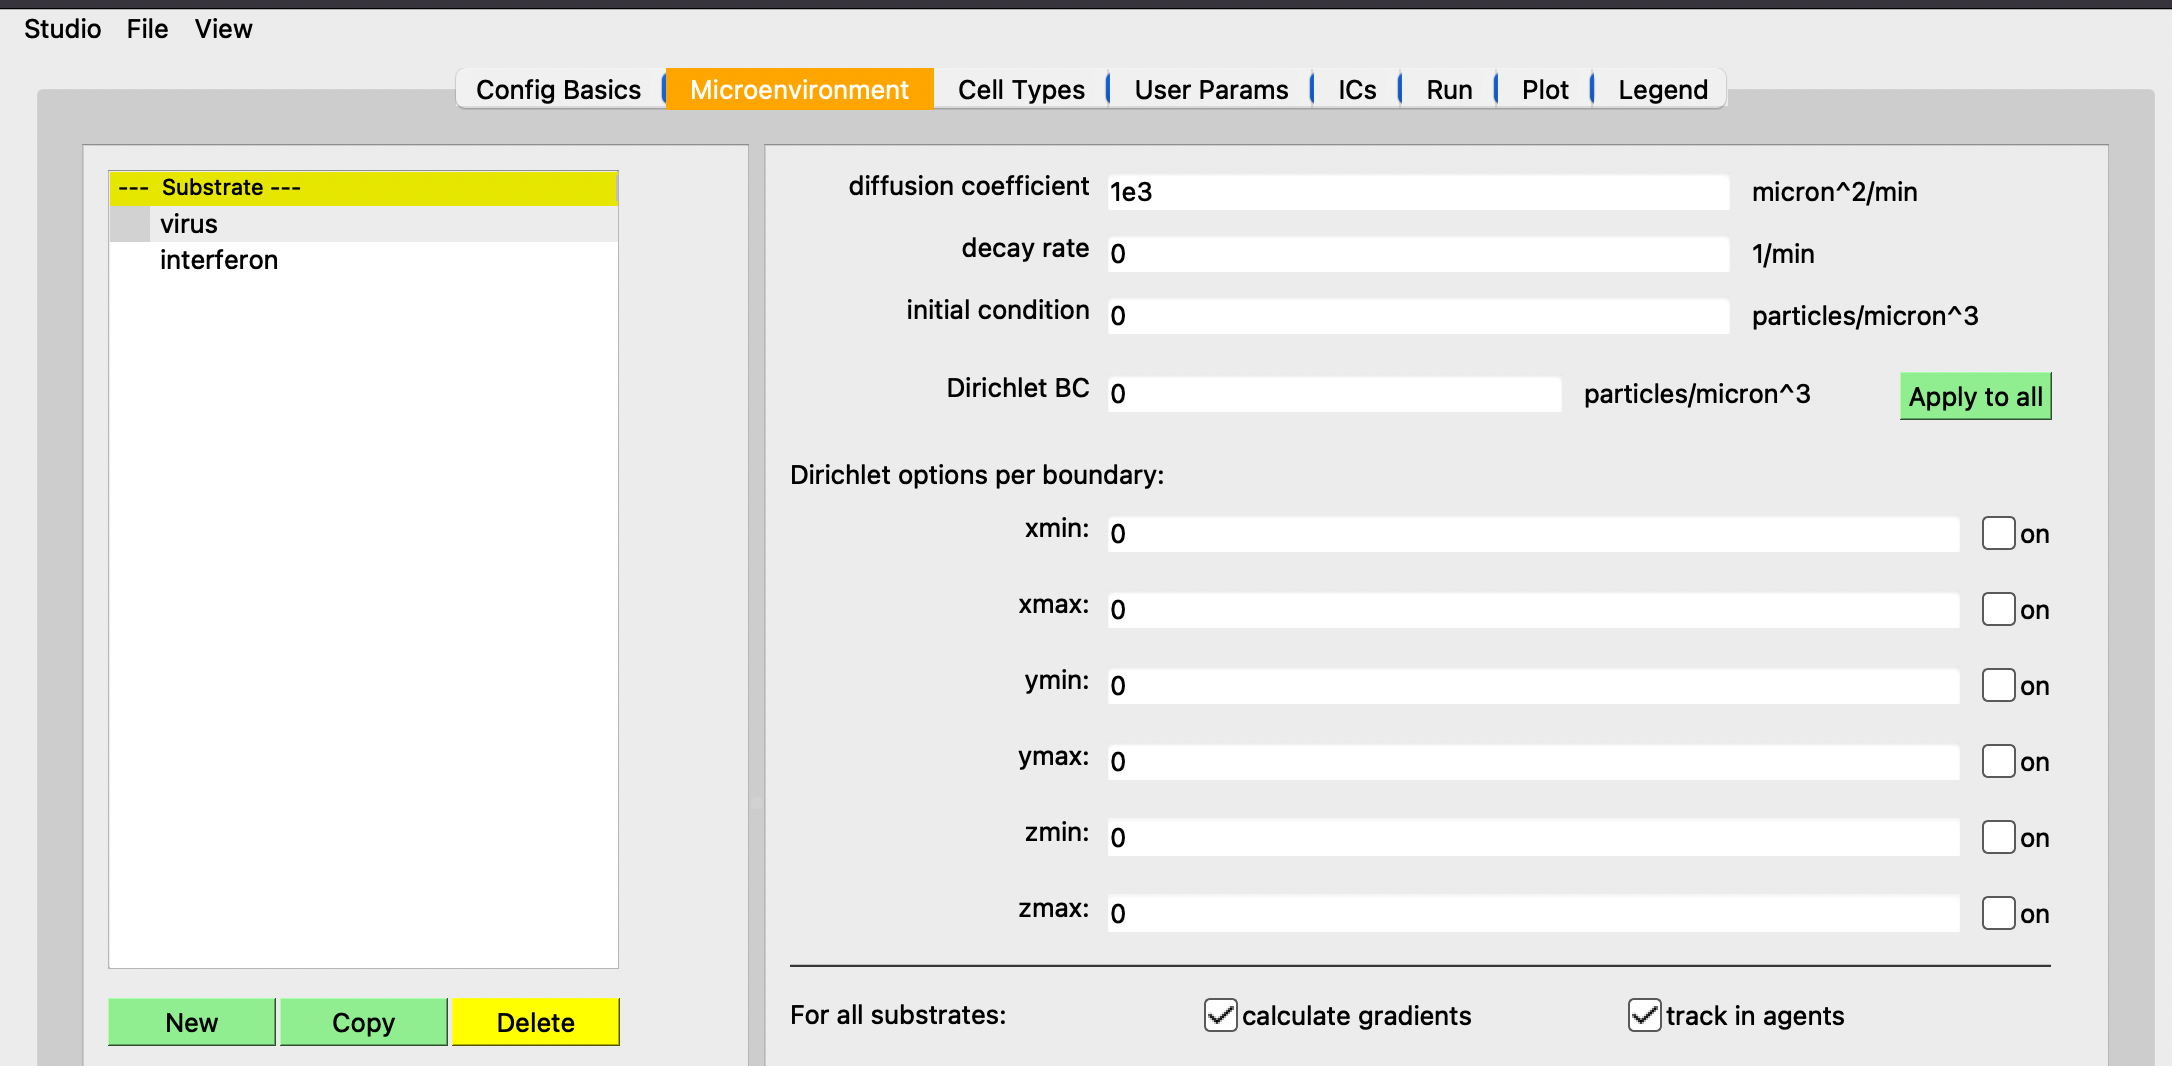 Studio File View
Config Basics Microenvironment Cell Types User Params ICs Run Plot Legend
--- Substrate ---
virus
interferon
New Copy Delete
diffusion coefficient 1e3 micron^2/min
decay rate 0 1/min
initial condition 0 particles/micron^3
Dirichlet BC 0 particles/micron^3 Apply to all
Dirichlet options per boundary:
xmin: 0 on
xmax: 0 on
ymin: 0 on
ymax: 0 on
zmin: 0 on
zmax: 0 on
For all substrates: calculate gradients track in agents